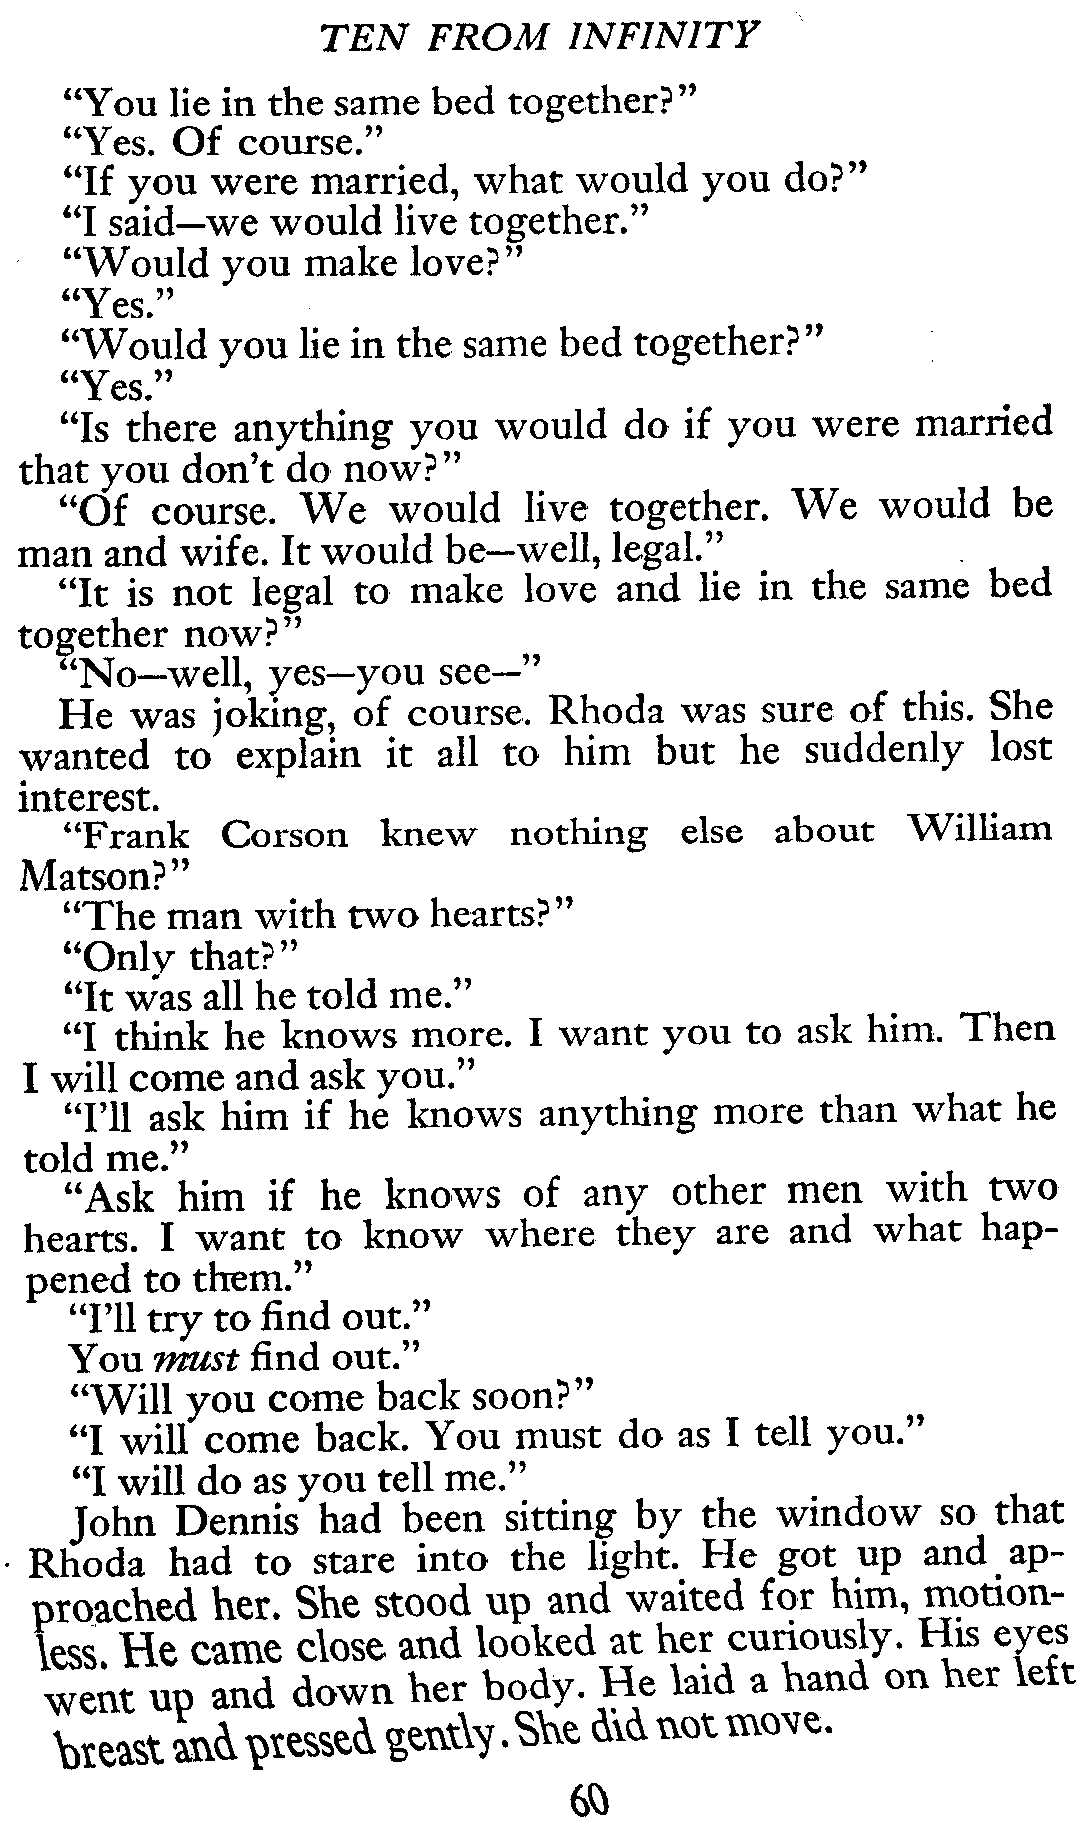 TEN FROM INFINITY
“You lie in the same bed together?”
“Yes. Of course.”
“If you were married, what would you do?”
“I said—we would live together.”
“Would you make love?”
“Yes.”
“Would you lie in the same bed together?”
“Yes.”
“Is there anything you would do if you were married
that you don’t do now?”
“Of course. We would live together. We would be
man and wife. It would be—well, legal.”
“It is not legal to make love and lie in the same bed
together now?”
“No—well, yes—you see—”
He was joking, of course. Rhoda was sure of this. She
wanted to explain it all to him but he suddenly lost
interest.
“Frank Corson knew nothing else about William
Matson?”
“The man with two hearts?”
“Only that?”
“It was all he told me.”
“I think he knows more. I want you to ask him. Then
I will come and ask you.”
“I’ll ask him if he knows anything more than what he
told me.”
“Ask him if he knows of any other men with two
hearts. I want to know where they are and what hap-
pened to them.”
“I’ll try to find out.”
You must find out.”
“Will you come back soon?”
“I will come back. You must do as I tell you.”
“I will do as you tell me.”
John Dennis had been sitting by the window so that
Rhoda had to stare into the light. He got up and ap-
proached her. She stood up and waited for him, motion-
less. He came close and looked at her curiously. His eyes
went up and down her body. He laid a hand on her left
breast and pressed gently. She did not move.
60